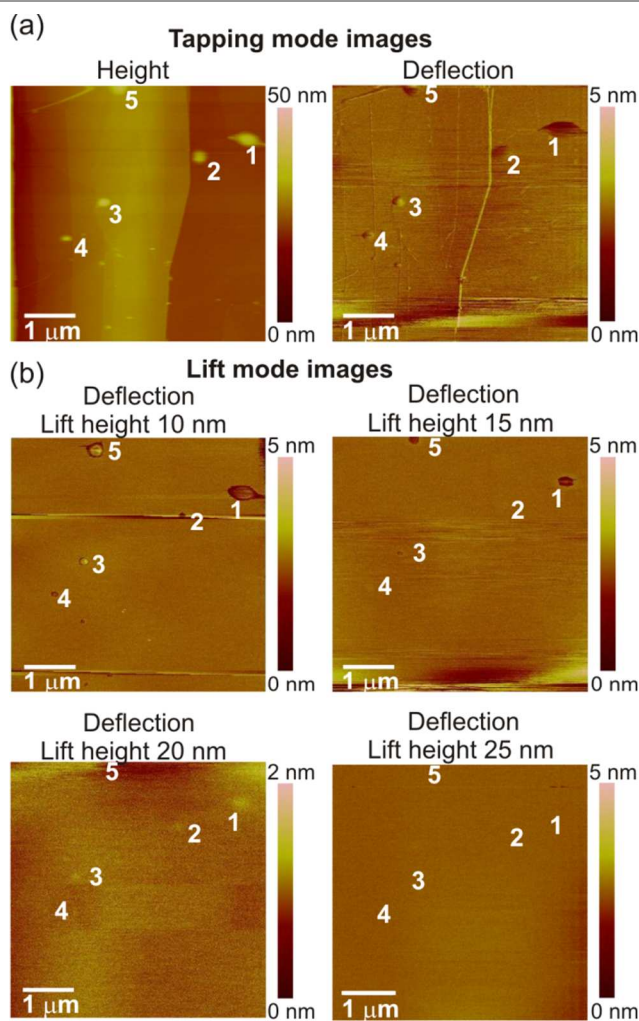 (a)
Tapping mode images
Height
Deflection
5
1
2
3
4
1 μm
50 nm
0 nm
5
1
2
3
4
1 μm
5 nm
0 nm
(b)
Lift mode images
Deflection
Lift height 10 nm
Deflection
Lift height 15 nm
5
1
2
3
4
1 μm
5 nm
0 nm
5
1
2
3
4
1 μm
5 nm
0 nm
Deflection
Lift height 20 nm
Deflection
Lift height 25 nm
5
1
2
3
4
1 μm
2 nm
0 nm
5
1
2
3
4
1 μm
5 nm
0 nm